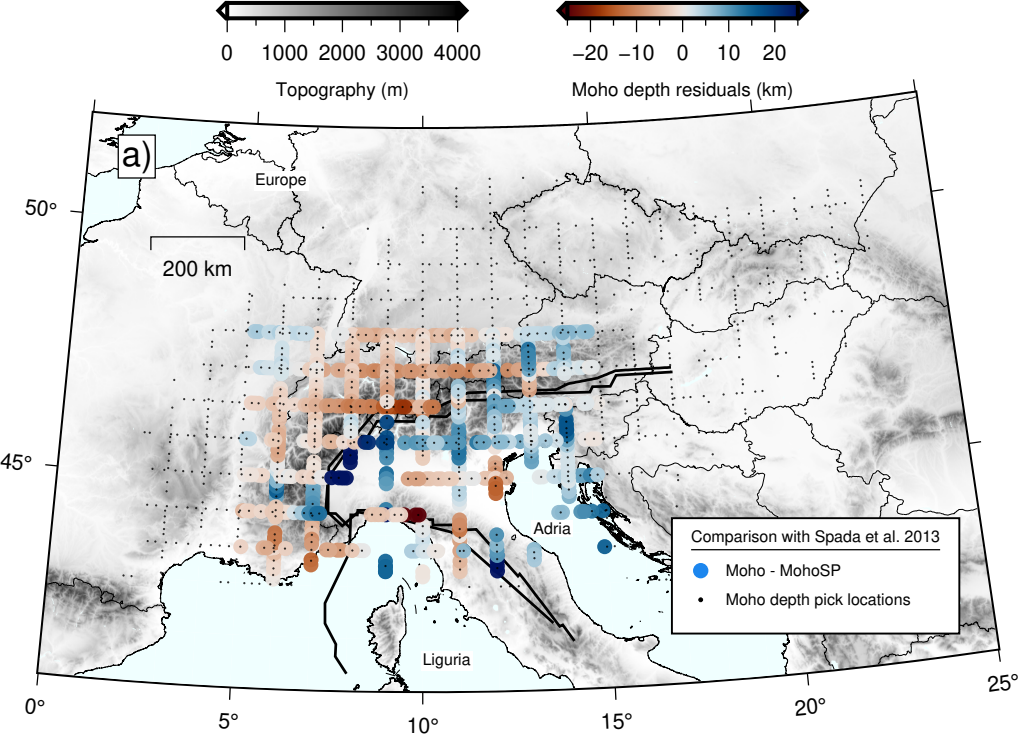 0 1000 2000 3000 4000
−20 −10 0 10 20
Topography (m)
Moho depth residuals (km)
a)
Europe
50°
200 km
45°
Adria
Comparison with Spada et al. 2013
Moho - MohoSP
Moho depth pick locations
Liguria
0° 5° 10° 15° 20° 25°